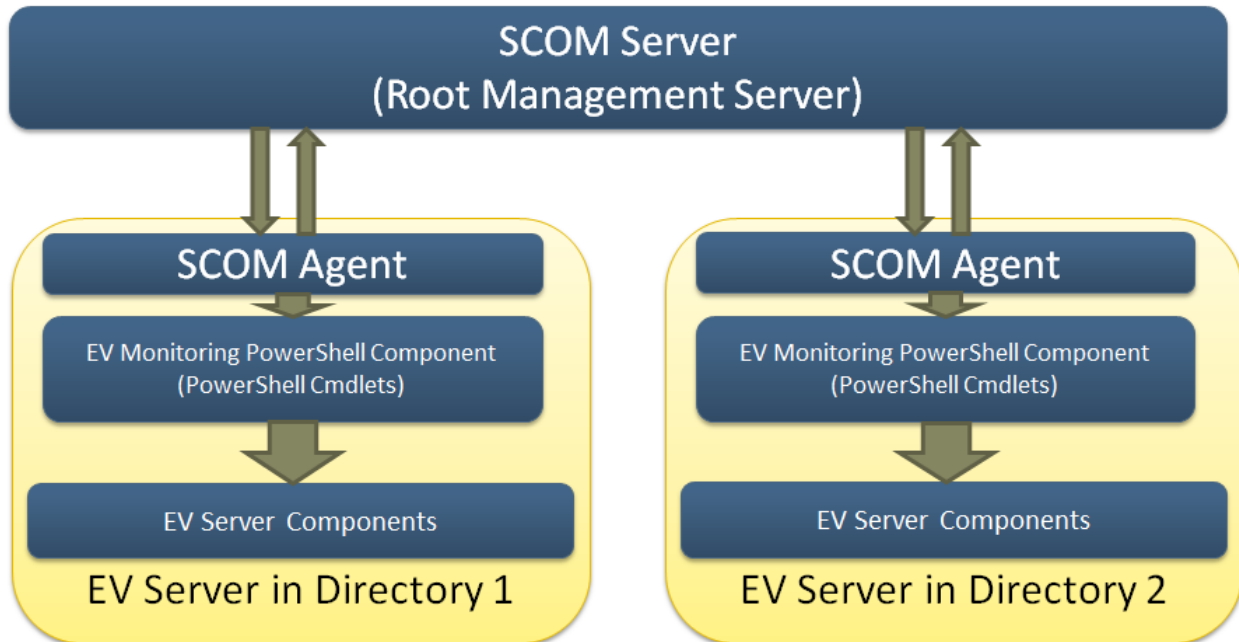 SCOM Server
(Root Management Server)
SCOM Agent
EV Monitoring PowerShell Component
(PowerShell Cmdlets)
EV Server Components
EV Server in Directory 1
SCOM Agent
EV Monitoring PowerShell Component
(PowerShell Cmdlets)
EV Server Components
EV Server in Directory 2